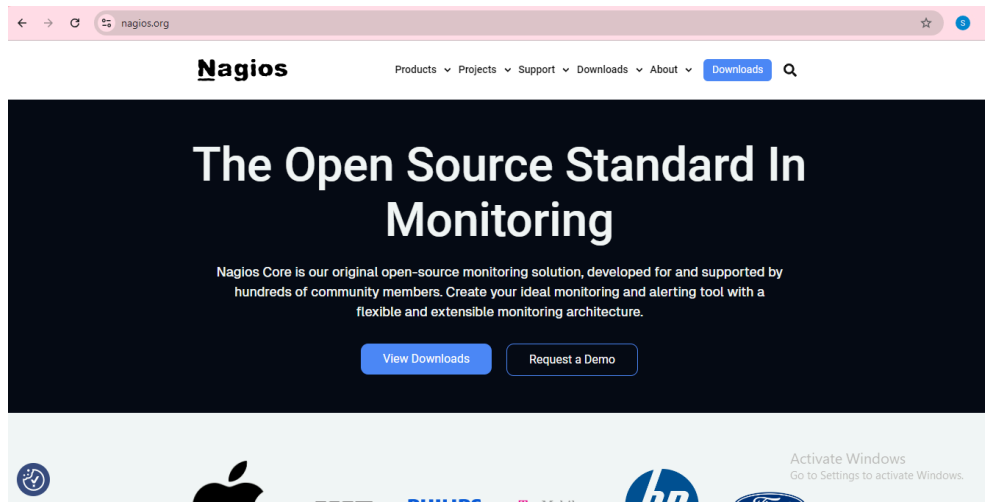 nagios.org
S
Nagios
Products Projects Support Downloads About Downloads
The Open Source Standard In
Monitoring
Nagios Core is our original open-source monitoring solution, developed for and supported by
hundreds of community members. Create your ideal monitoring and alerting tool with a
flexible and extensible monitoring architecture.
View Downloads Request a Demo
Activate Windows
Go to Settings to activate Windows.
PHILIPS hp Ford